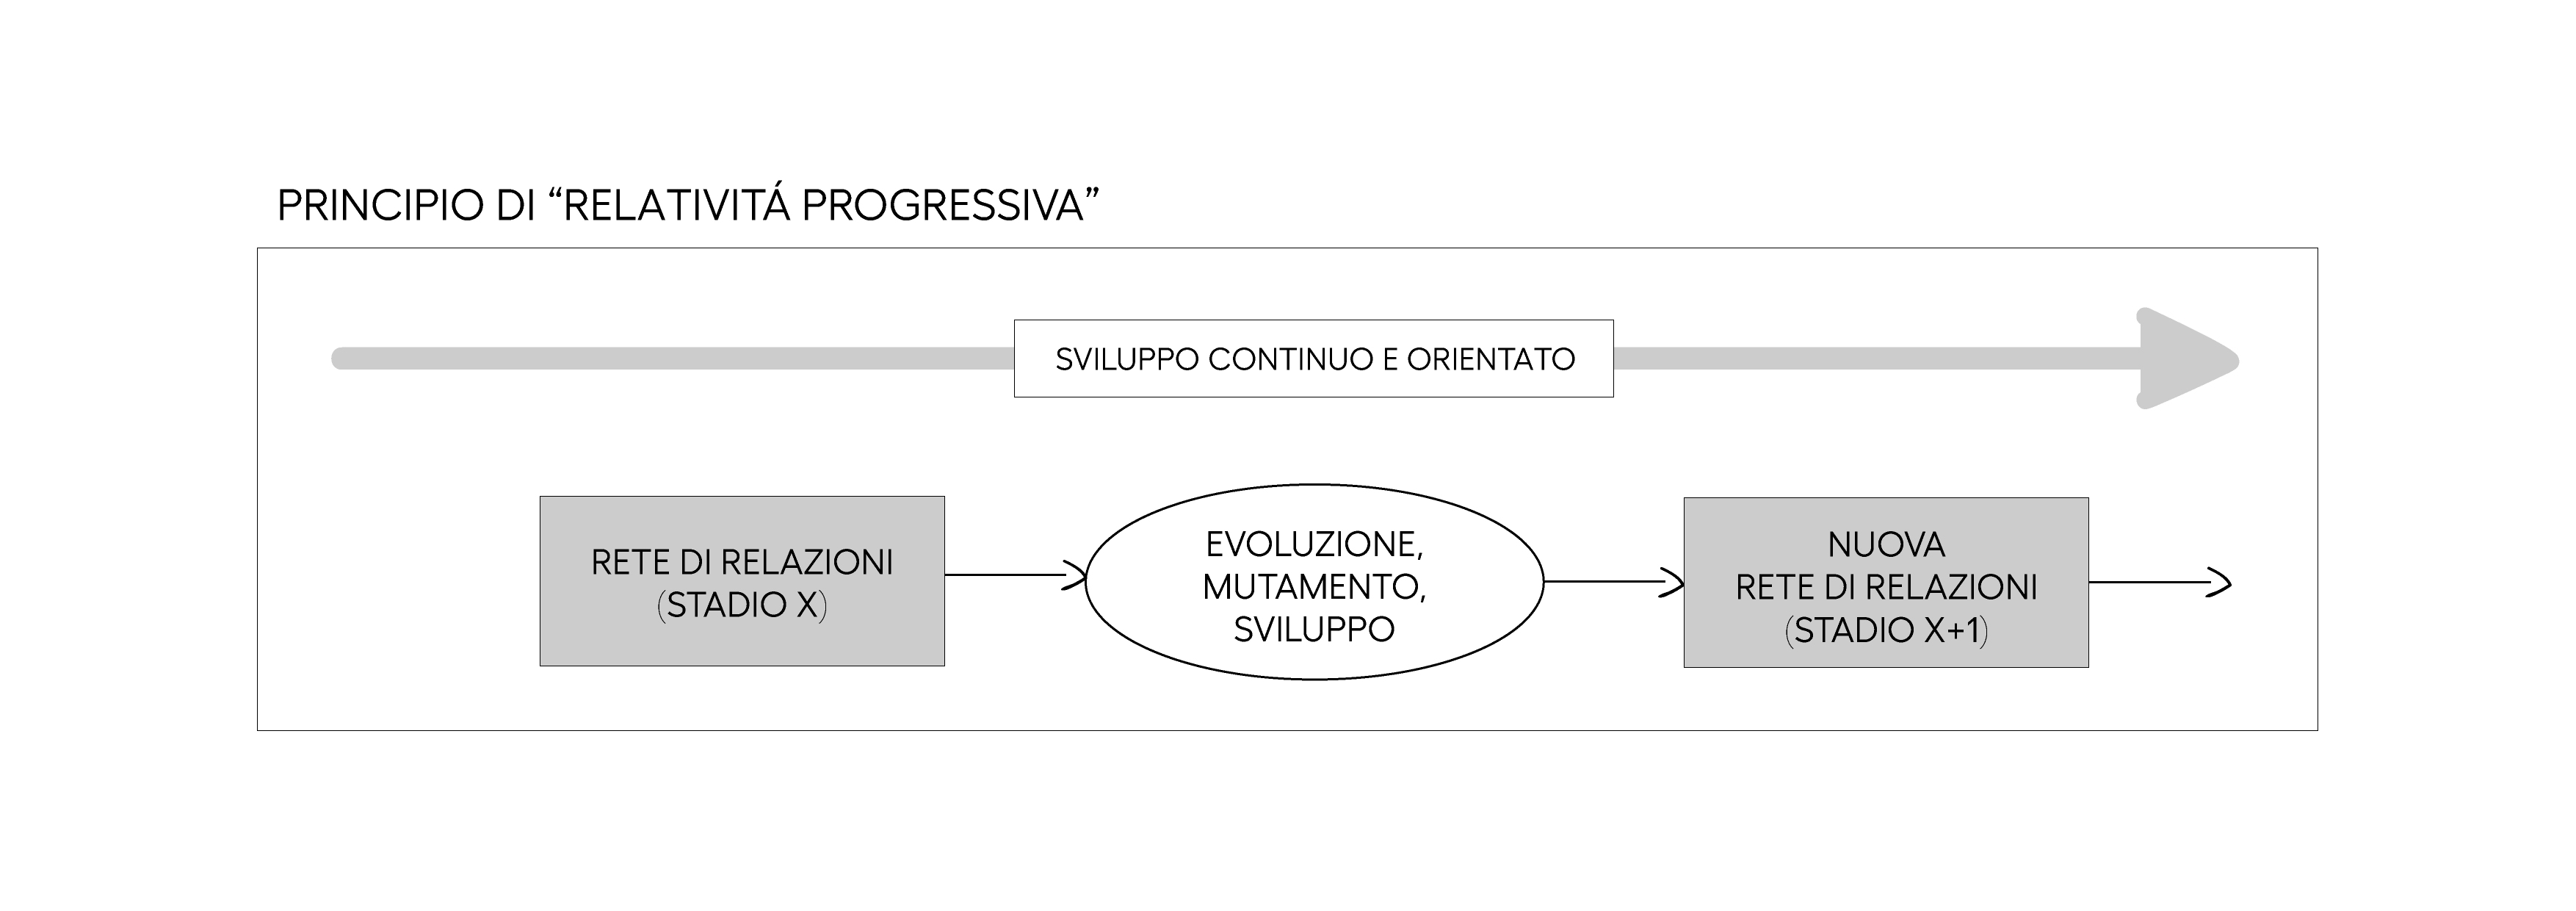 PRINCIPIO DI “RELATIVITÁ PROGRESSIVA”
SVILUPPO CONTINUO E ORIENTATO
RETE DI RELAZIONI
(STADIO X)
EVOLUZIONE,
MUTAMENTO,
SVILUPPO
NUOVA
RETE DI RELAZIONI
(STADIO X+1)